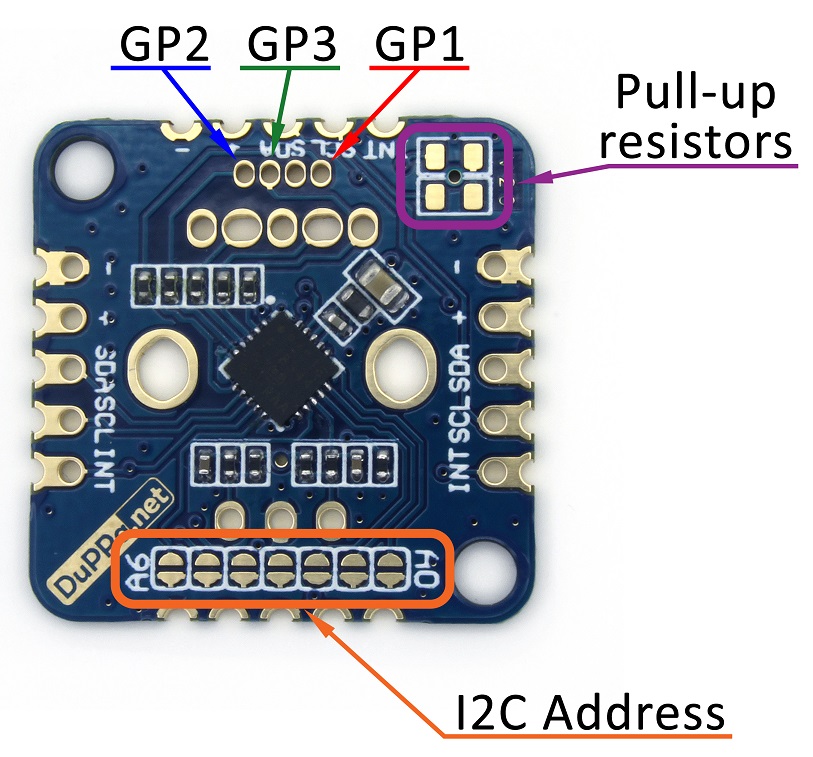 GP2 GP3 GP1
Pull-up
resistors
- + SDA SCL INT
-
+
SDA SCL INT
-
+
INT SCL SDA
DuPPa.net
A6
A0
I2C Address